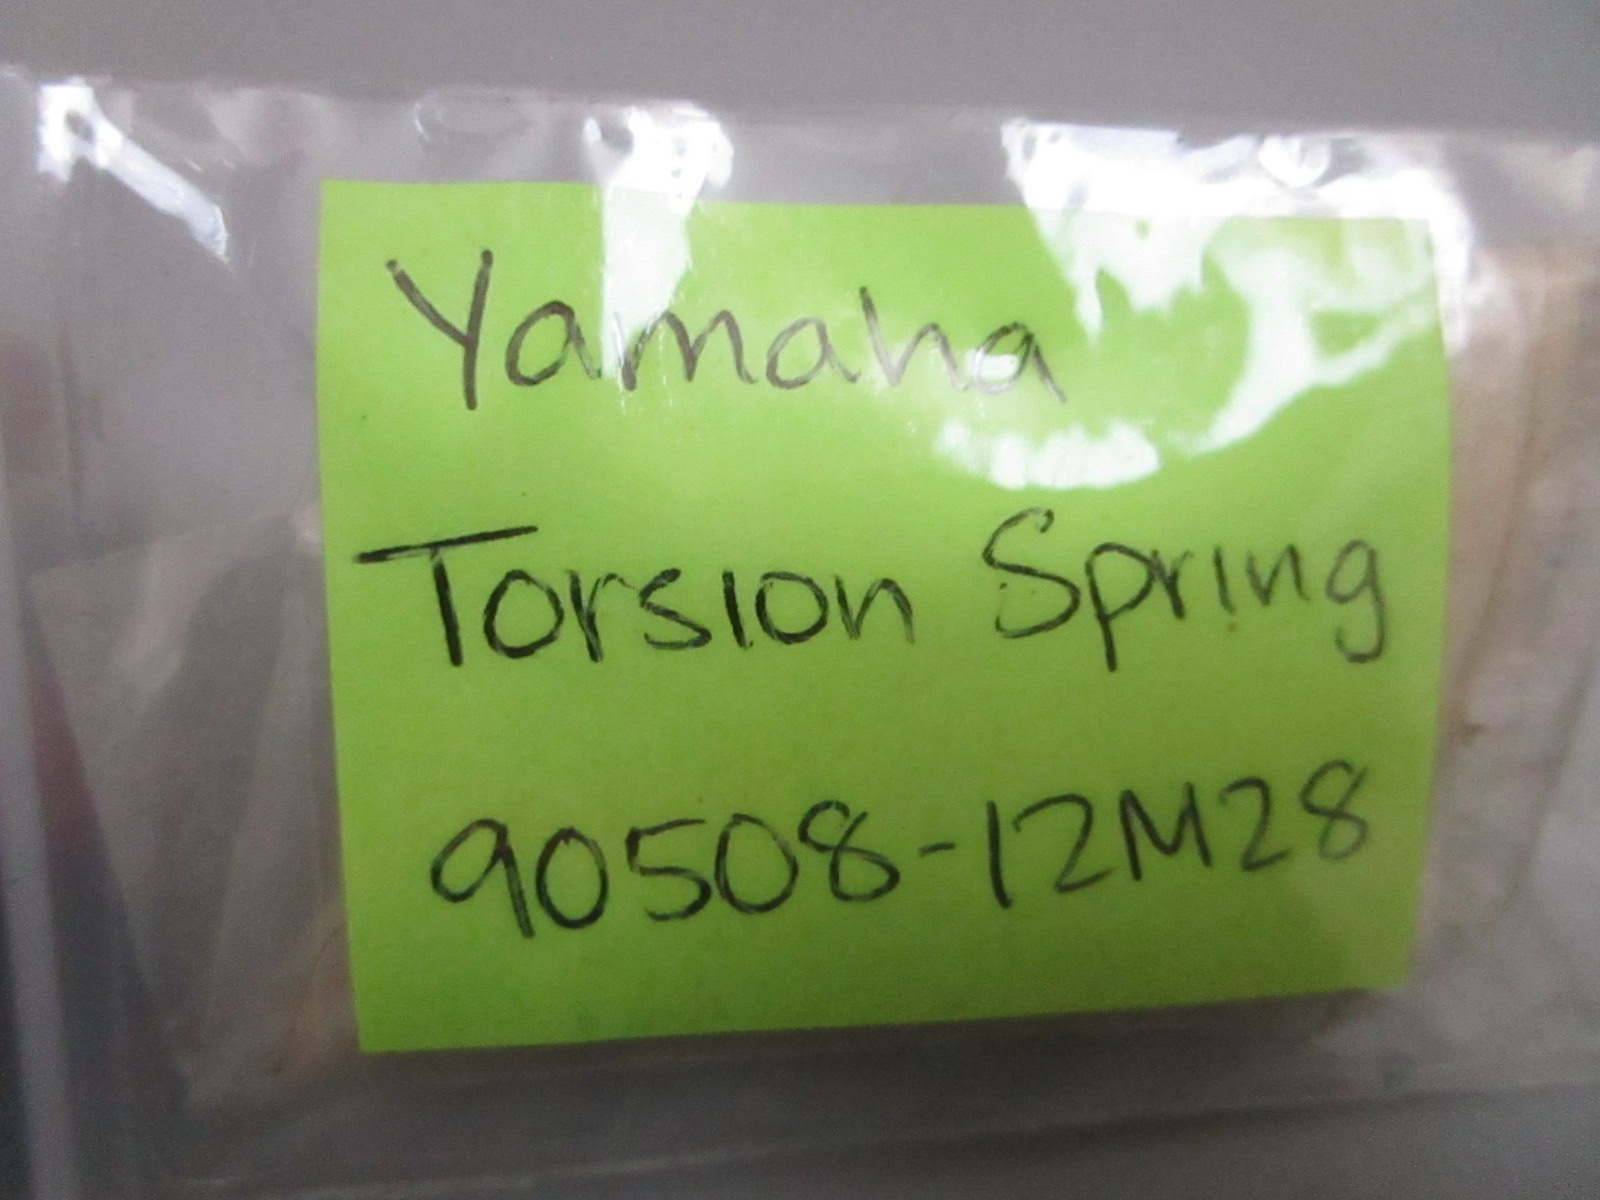 Yamaha
Torsion Spring
90508-12M28